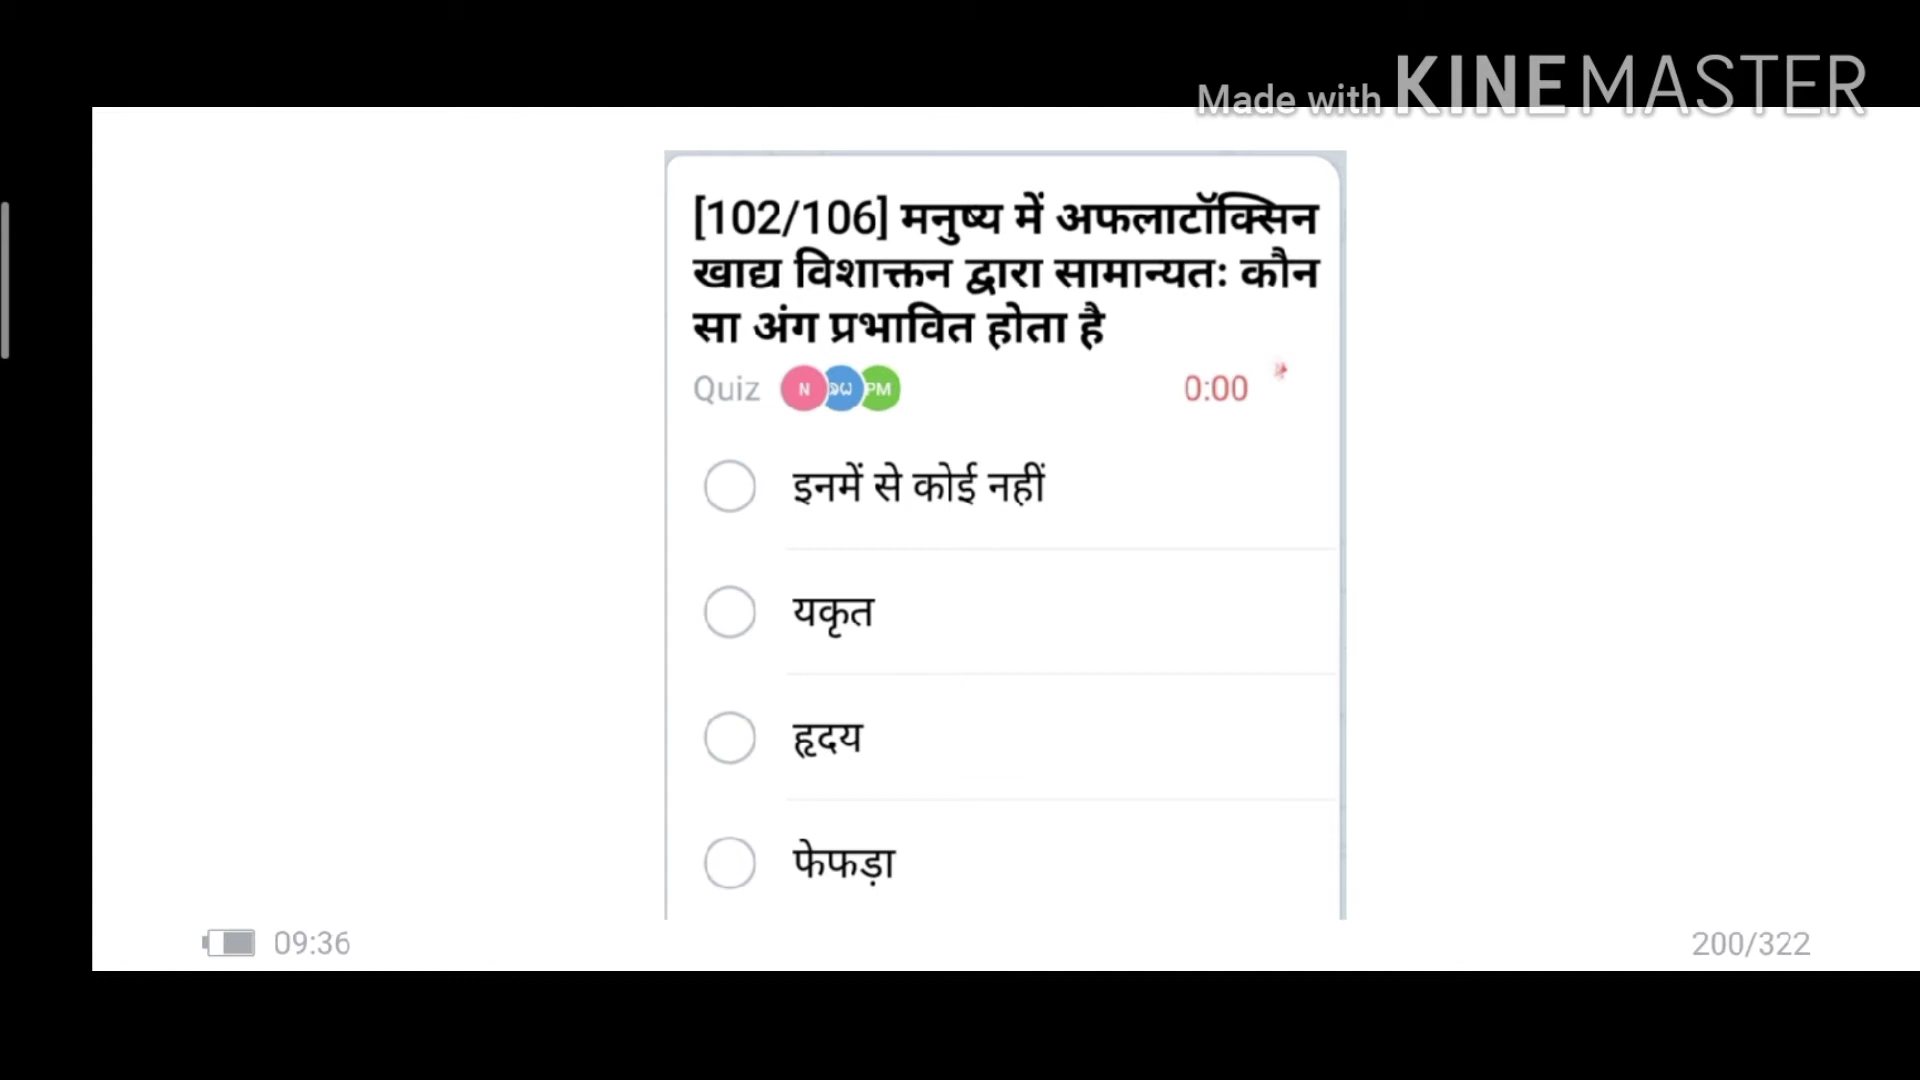 Made with KINEMASTER
[102/106] मनुष्य में अफलाटॉक्सिन
खाद्य विशाक्तन द्वारा सामान्यतः कौन
सा अंग प्रभावित होता है
Quiz N PM 0:00
इनमें से कोई नहीं
यकृत
हृदय
फेफड़ा
09:36 200/322